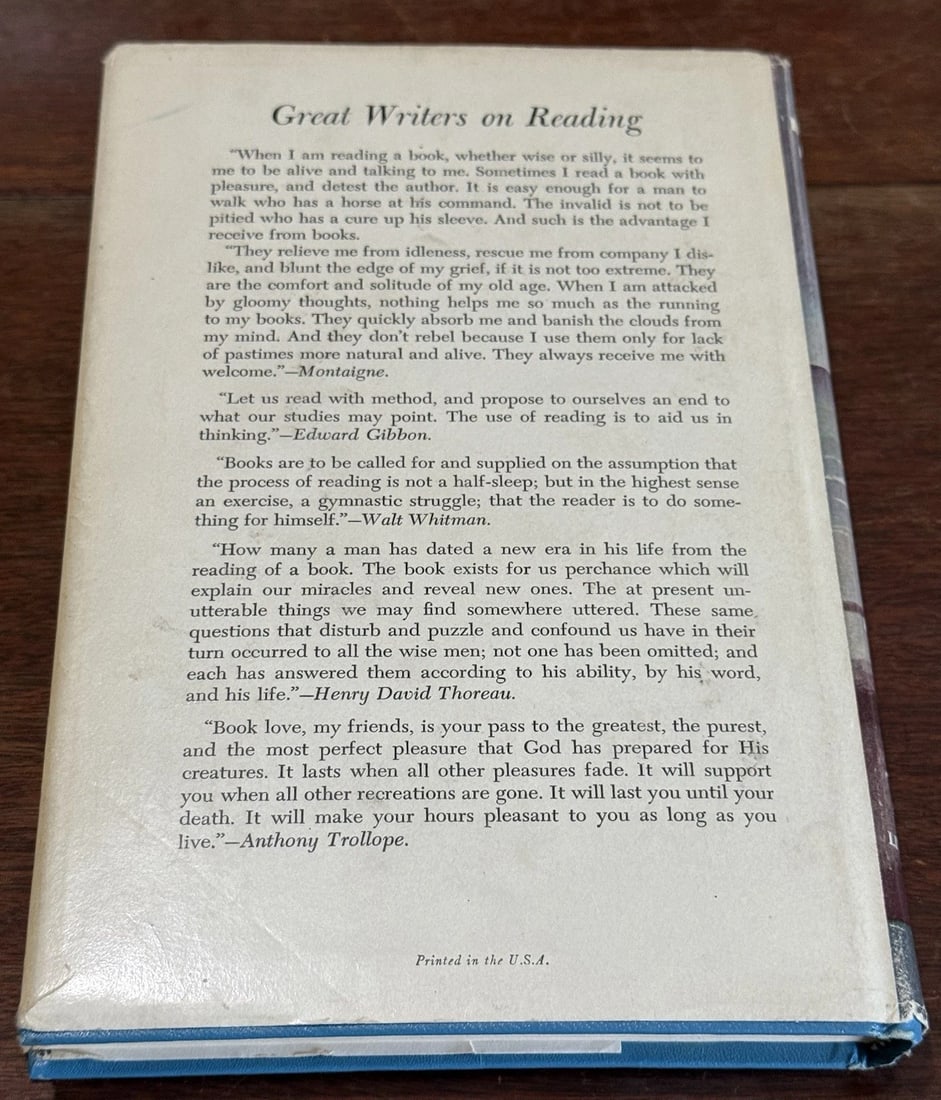 Great Writers on Reading
“When I am reading a book, whether wise or silly, it seems to
me to be alive and talking to me. Sometimes I read a book with
pleasure, and detest the author. It is easy enough for a man to
walk who has a horse at his command. The invalid is not to be
pitied who has a cure up his sleeve. And such is the advantage I
receive from books.
“They relieve me from idleness, rescue me from company I dis-
like, and blunt the edge of my grief, if it is not too extreme. They
are the comfort and solitude of my old age. When I am attacked
by gloomy thoughts, nothing helps me so much as the running
to my books. They quickly absorb me and banish the clouds from
my mind. And they don’t rebel because I use them only for lack
of pastimes more natural and alive. They always receive me with
welcome.”—Montaigne.
“Let us read with method, and propose to ourselves an end to
what our studies may point. The use of reading is to aid us in
thinking.”—Edward Gibbon.
“Books are to be called for and supplied on the assumption that
the process of reading is not a half-sleep; but in the highest sense
an exercise, a gymnastic struggle; that the reader is to do some-
thing for himself.”—Walt Whitman.
“How many a man has dated a new era in his life from the
reading of a book. The book exists for us perchance which will
explain our miracles and reveal new ones. The at present un-
utterable things we may find somewhere uttered. These same
questions that disturb and puzzle and confound us have in their
turn occurred to all the wise men; not one has been omitted; and
each has answered them according to his ability, by his word,
and his life.”—Henry David Thoreau.
“Book love, my friends, is your pass to the greatest, the purest,
and the most perfect pleasure that God has prepared for His
creatures. It lasts when all other pleasures fade. It will support
you when all other recreations are gone. It will last you until your
death. It will make your hours pleasant to you as long as you
live.”—Anthony Trollope.
Printed in the U.S.A.